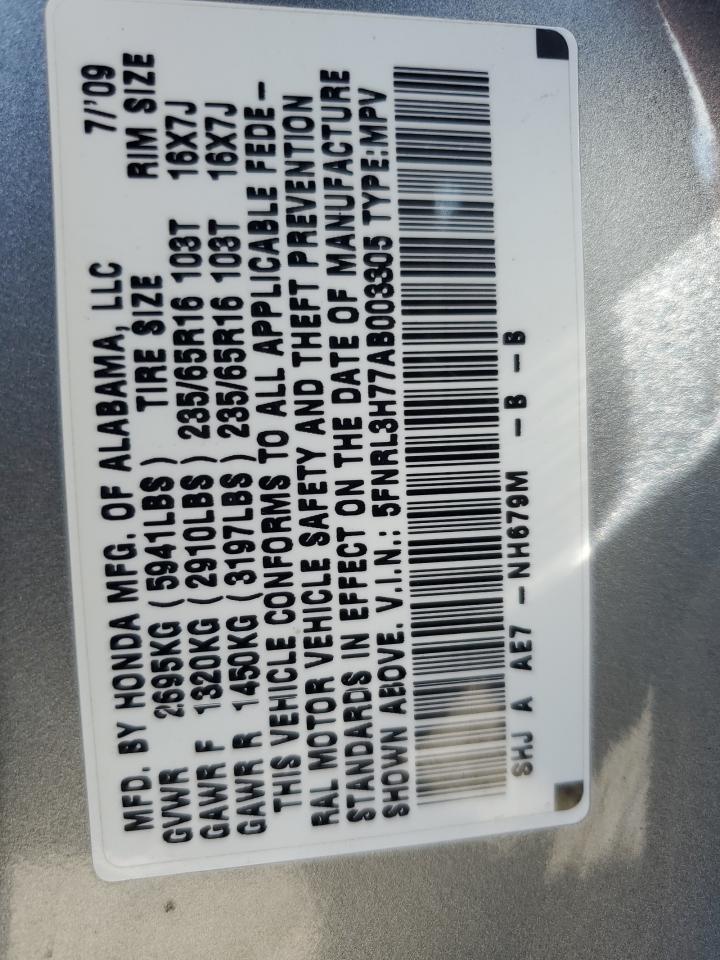 MFD. BY HONDA MFG. OF ALABAMA, LLC 7/'09
GVWR 2695KG (5941LBS) TIRE SIZE RIM SIZE
GAWR F 1320KG (2910LBS) 235/65R16 103T 16X7J
GAWR R 1450KG (3197LBS) 235/65R16 103T 16X7J
THIS VEHICLE CONFORMS TO ALL APPLICABLE FEDE-
RAL MOTOR VEHICLE SAFETY AND THEFT PREVENTION
STANDARDS IN EFFECT ON THE DATE OF MANUFACTURE
SHOWN ABOVE. V.I.N.: 5FNRL3H77AB003305 TYPE:MPV
SHJ A AE7 -NH679M -B -B